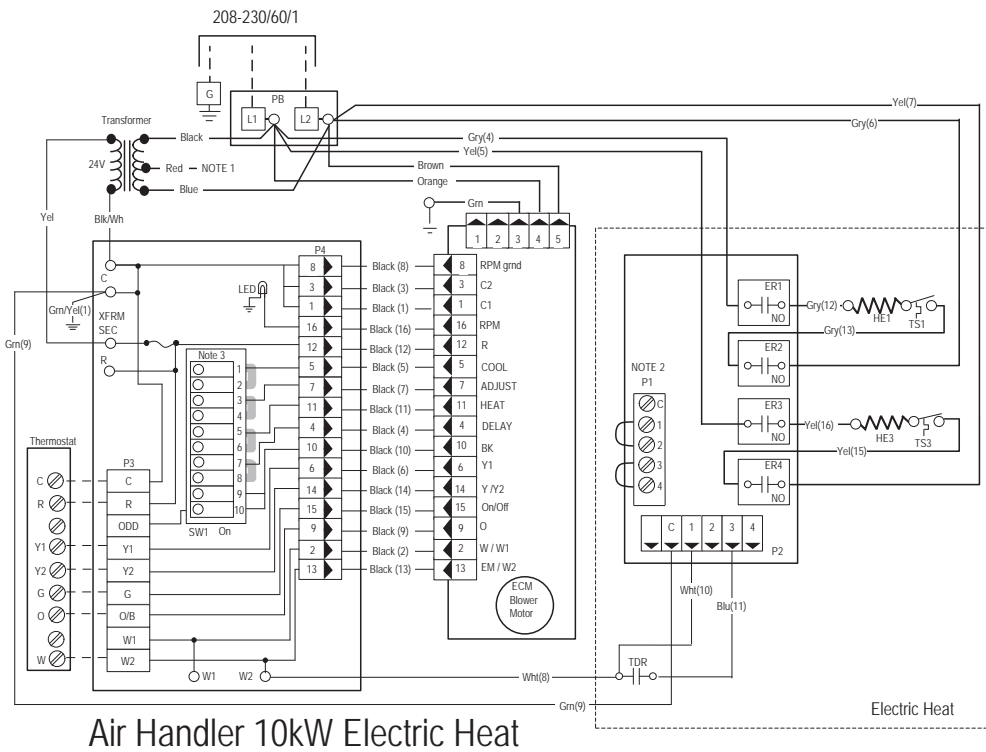 208-230/60/1
G
PB
L1
L2
Transformer
24V
Black
Red
NOTE 1
Blue
Yel(7)
Gry(6)
Gry(4)
Yel(5)
Brown
Orange
Grn
Yel
Blk/Wh
1
2
3
4
5
C
Grn/Yel(1)
XFRM
SEC
R
Grn(9)
LED
P4
8
3
1
16
12
5
7
11
4
10
6
14
15
9
2
13
Black (8)
Black (3)
Black (1)
Black (16)
Black (12)
Black (5)
Black (7)
Black (11)
Black (4)
Black (10)
Black (6)
Black (14)
Black (15)
Black (9)
Black (2)
Black (13)
8 RPM grnd
3 C2
1 C1
16 RPM
12 R
5 COOL
7 ADJUST
11 HEAT
4 DELAY
10 BK
6 Y1
14 Y /Y2
15 On/Off
9 O
2 W / W1
13 EM / W2
ECM
Blower
Motor
Note 3
1
2
3
4
5
6
7
8
9
10
SW1 On
Thermostat
C
R
Y1
Y2
G
O
W
P3
C
R
ODD
Y1
Y2
G
O/B
W1
W2
W1
W2
Wht(8)
Grn(9)
TDR
NOTE 2
P1
C
1
2
3
4
ER1
NO
ER2
NO
ER3
NO
ER4
NO
Gry(12)
HE1
TS1
Gry(13)
Yel(16)
HE3
TS3
Yel(15)
C
1
2
3
4
P2
Wht(10)
Blu(11)
Electric Heat
Air Handler 10kW Electric Heat